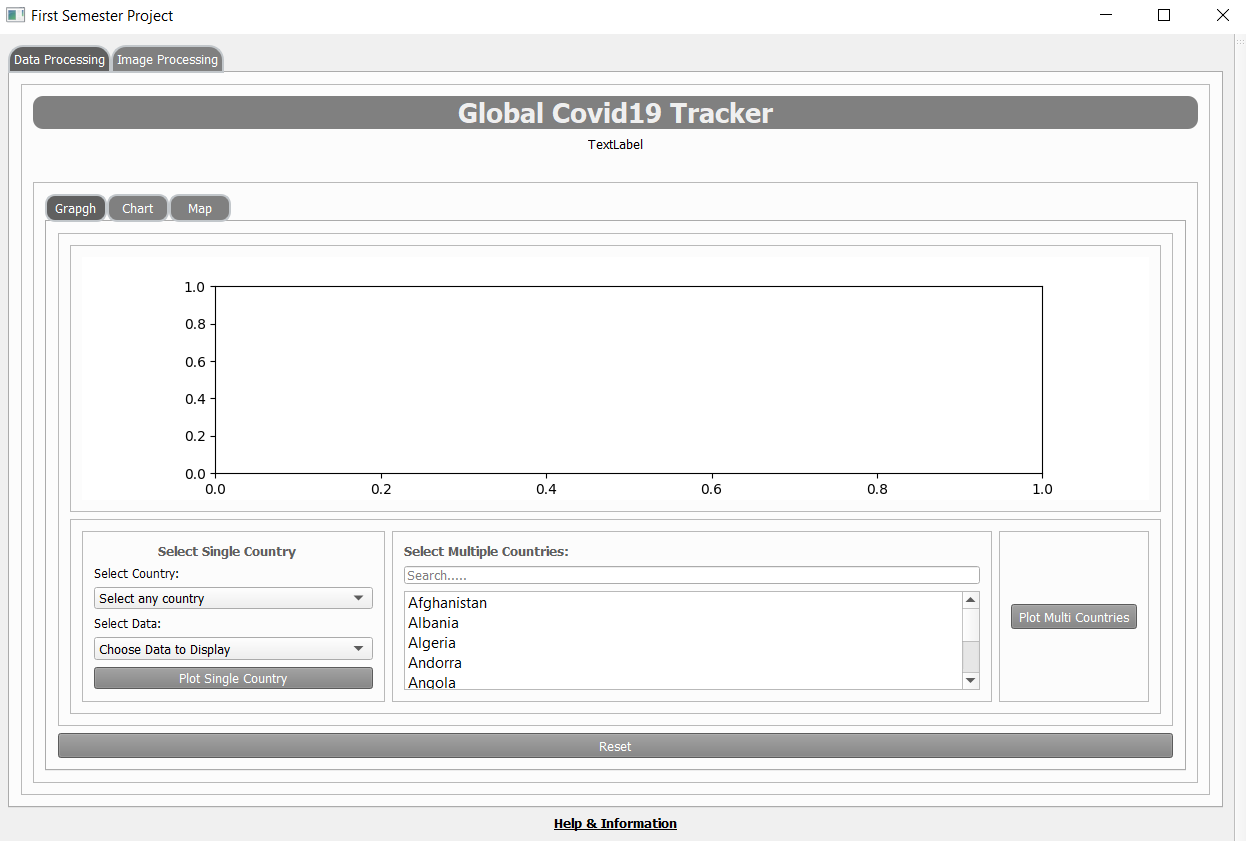 First Semester Project
Data Processing Image Processing
Global Covid19 Tracker
TextLabel
Grapgh Chart Map
1.0
0.8
0.6
0.4
0.2
0.0
0.0 0.2 0.4 0.6 0.8 1.0
Select Single Country
Select Country:
Select any country
Select Data:
Choose Data to Display
Plot Single Country
Select Multiple Countries:
Search.....
Afghanistan
Albania
Algeria
Andorra
Angola
Plot Multi Countries
Reset
Help & Information